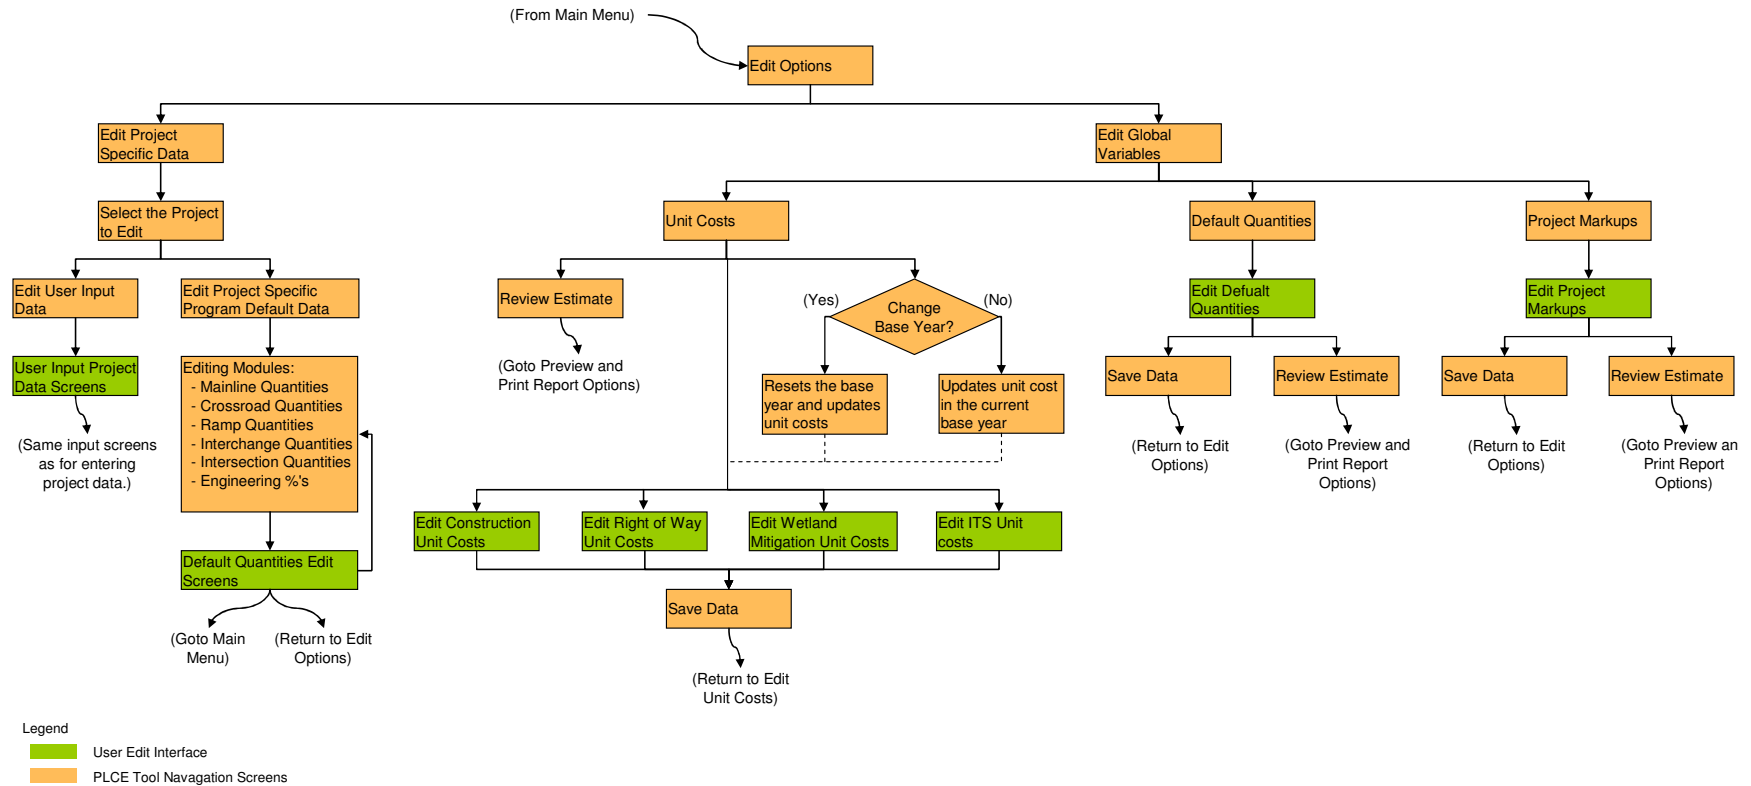 (From Main Menu)
Edit Options
Edit Project
Specific Data
Edit Global
Variables
Select the Project
to Edit
Unit Costs
Default Quantities
Project Markups
Edit User Input
Data
Edit Project Specific
Program Default Data
Review Estimate
(Yes)
Change
Base Year?
(No)
Edit Defualt
Quantities
Edit Project
Markups
User Input Project
Data Screens
Editing Modules:
- Mainline Quantities
- Crossroad Quantities
- Ramp Quantities
- Interchange Quantities
- Intersection Quantities
- Engineering %'s
(Goto Preview and
Print Report Options)
Resets the base
year and updates
unit costs
Updates unit cost
in the current
base year
Save Data
Review Estimate
Save Data
Review Estimate
(Same input screens
as for entering
project data.)
(Return to Edit
Options)
(Goto Preview and
Print Report
Options)
(Return to Edit
Options)
(Goto Preview an
Print Report
Options)
Edit Construction
Unit Costs
Edit Right of Way
Unit Costs
Edit Wetland
Mitigation Unit Costs
Edit ITS Unit
costs
Default Quantities Edit
Screens
Save Data
(Goto Main
Menu)
(Return to Edit
Options)
(Return to Edit
Unit Costs)
Legend
User Edit Interface
PLCE Tool Navagation Screens